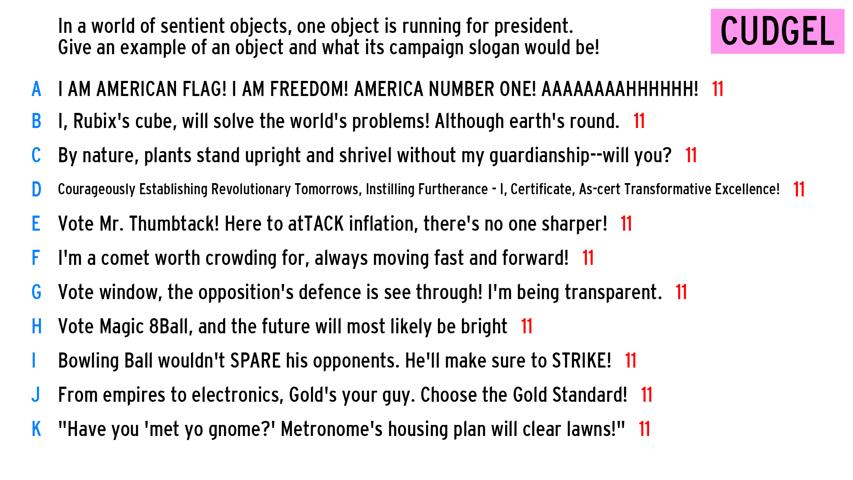 In a world of sentient objects, one object is running for president.
Give an example of an object and what its campaign slogan would be!
CUDGEL
A I AM AMERICAN FLAG! I AM FREEDOM! AMERICA NUMBER ONE! AAAAAAAAHHHHHH! 11
B I, Rubix's cube, will solve the world's problems! Although earth's round. 11
C By nature, plants stand upright and shrivel without my guardianship--will you? 11
D Courageously Establishing Revolutionary Tomorrows, Instilling Furtherance - I, Certificate, As-cert Transformative Excellence! 11
E Vote Mr. Thumbtack! Here to atTACK inflation, there's no one sharper! 11
F I'm a comet worth crowding for, always moving fast and forward! 11
G Vote window, the opposition's defence is see through! I'm being transparent. 11
H Vote Magic 8Ball, and the future will most likely be bright 11
I Bowling Ball wouldn't SPARE his opponents. He'll make sure to STRIKE! 11
J From empires to electronics, Gold's your guy. Choose the Gold Standard! 11
K "Have you 'met yo gnome?' Metronome's housing plan will clear lawns!" 11